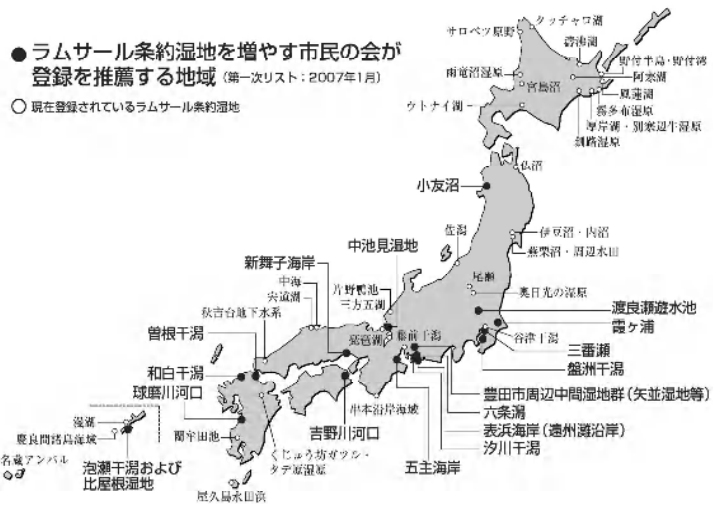 ●ラムサール条約湿地を増やす市民の会が
登録を推薦する地域（第一次リスト：2007年1月）
○現在登録されているラムサール条約湿地
タッチャロ湖
サロベツ原野
濤沸湖
野付半島・野付湾
阿寒湖
雨竜沼湿原
宮島沼
風蓮湖
霧多布湿原
ウトナイ湖
厚岸湖・別寒辺牛湿原
釧路湿原
仏沼
小友沼
佐潟
伊豆沼・内沼
蕪栗沼・周辺水田
中池見湿地
新舞子海岸
尾瀬
奥日光の湿原
中海
宍道湖
片野鴨池
三方五湖
秋吉台地下水系
渡良瀬遊水池
霞ヶ浦
曽根干潟
琵琶湖
藤前干潟
谷津干潟
三番瀬
盤洲干潟
和白干潟
球磨川河口
豊田市周辺中間湿地群（矢並湿地等）
串本沿岸海域
六条潟
漫湖
慶良間諸島海域
吉野川河口
表浜海岸（遠州灘沿岸）
藺牟田池
汐川干潟
名蔵アンパル
くじゅう坊ガツル・
タデ原湿原
五主海岸
泡瀬干潟および
比屋根湿地
屋久島永田浜